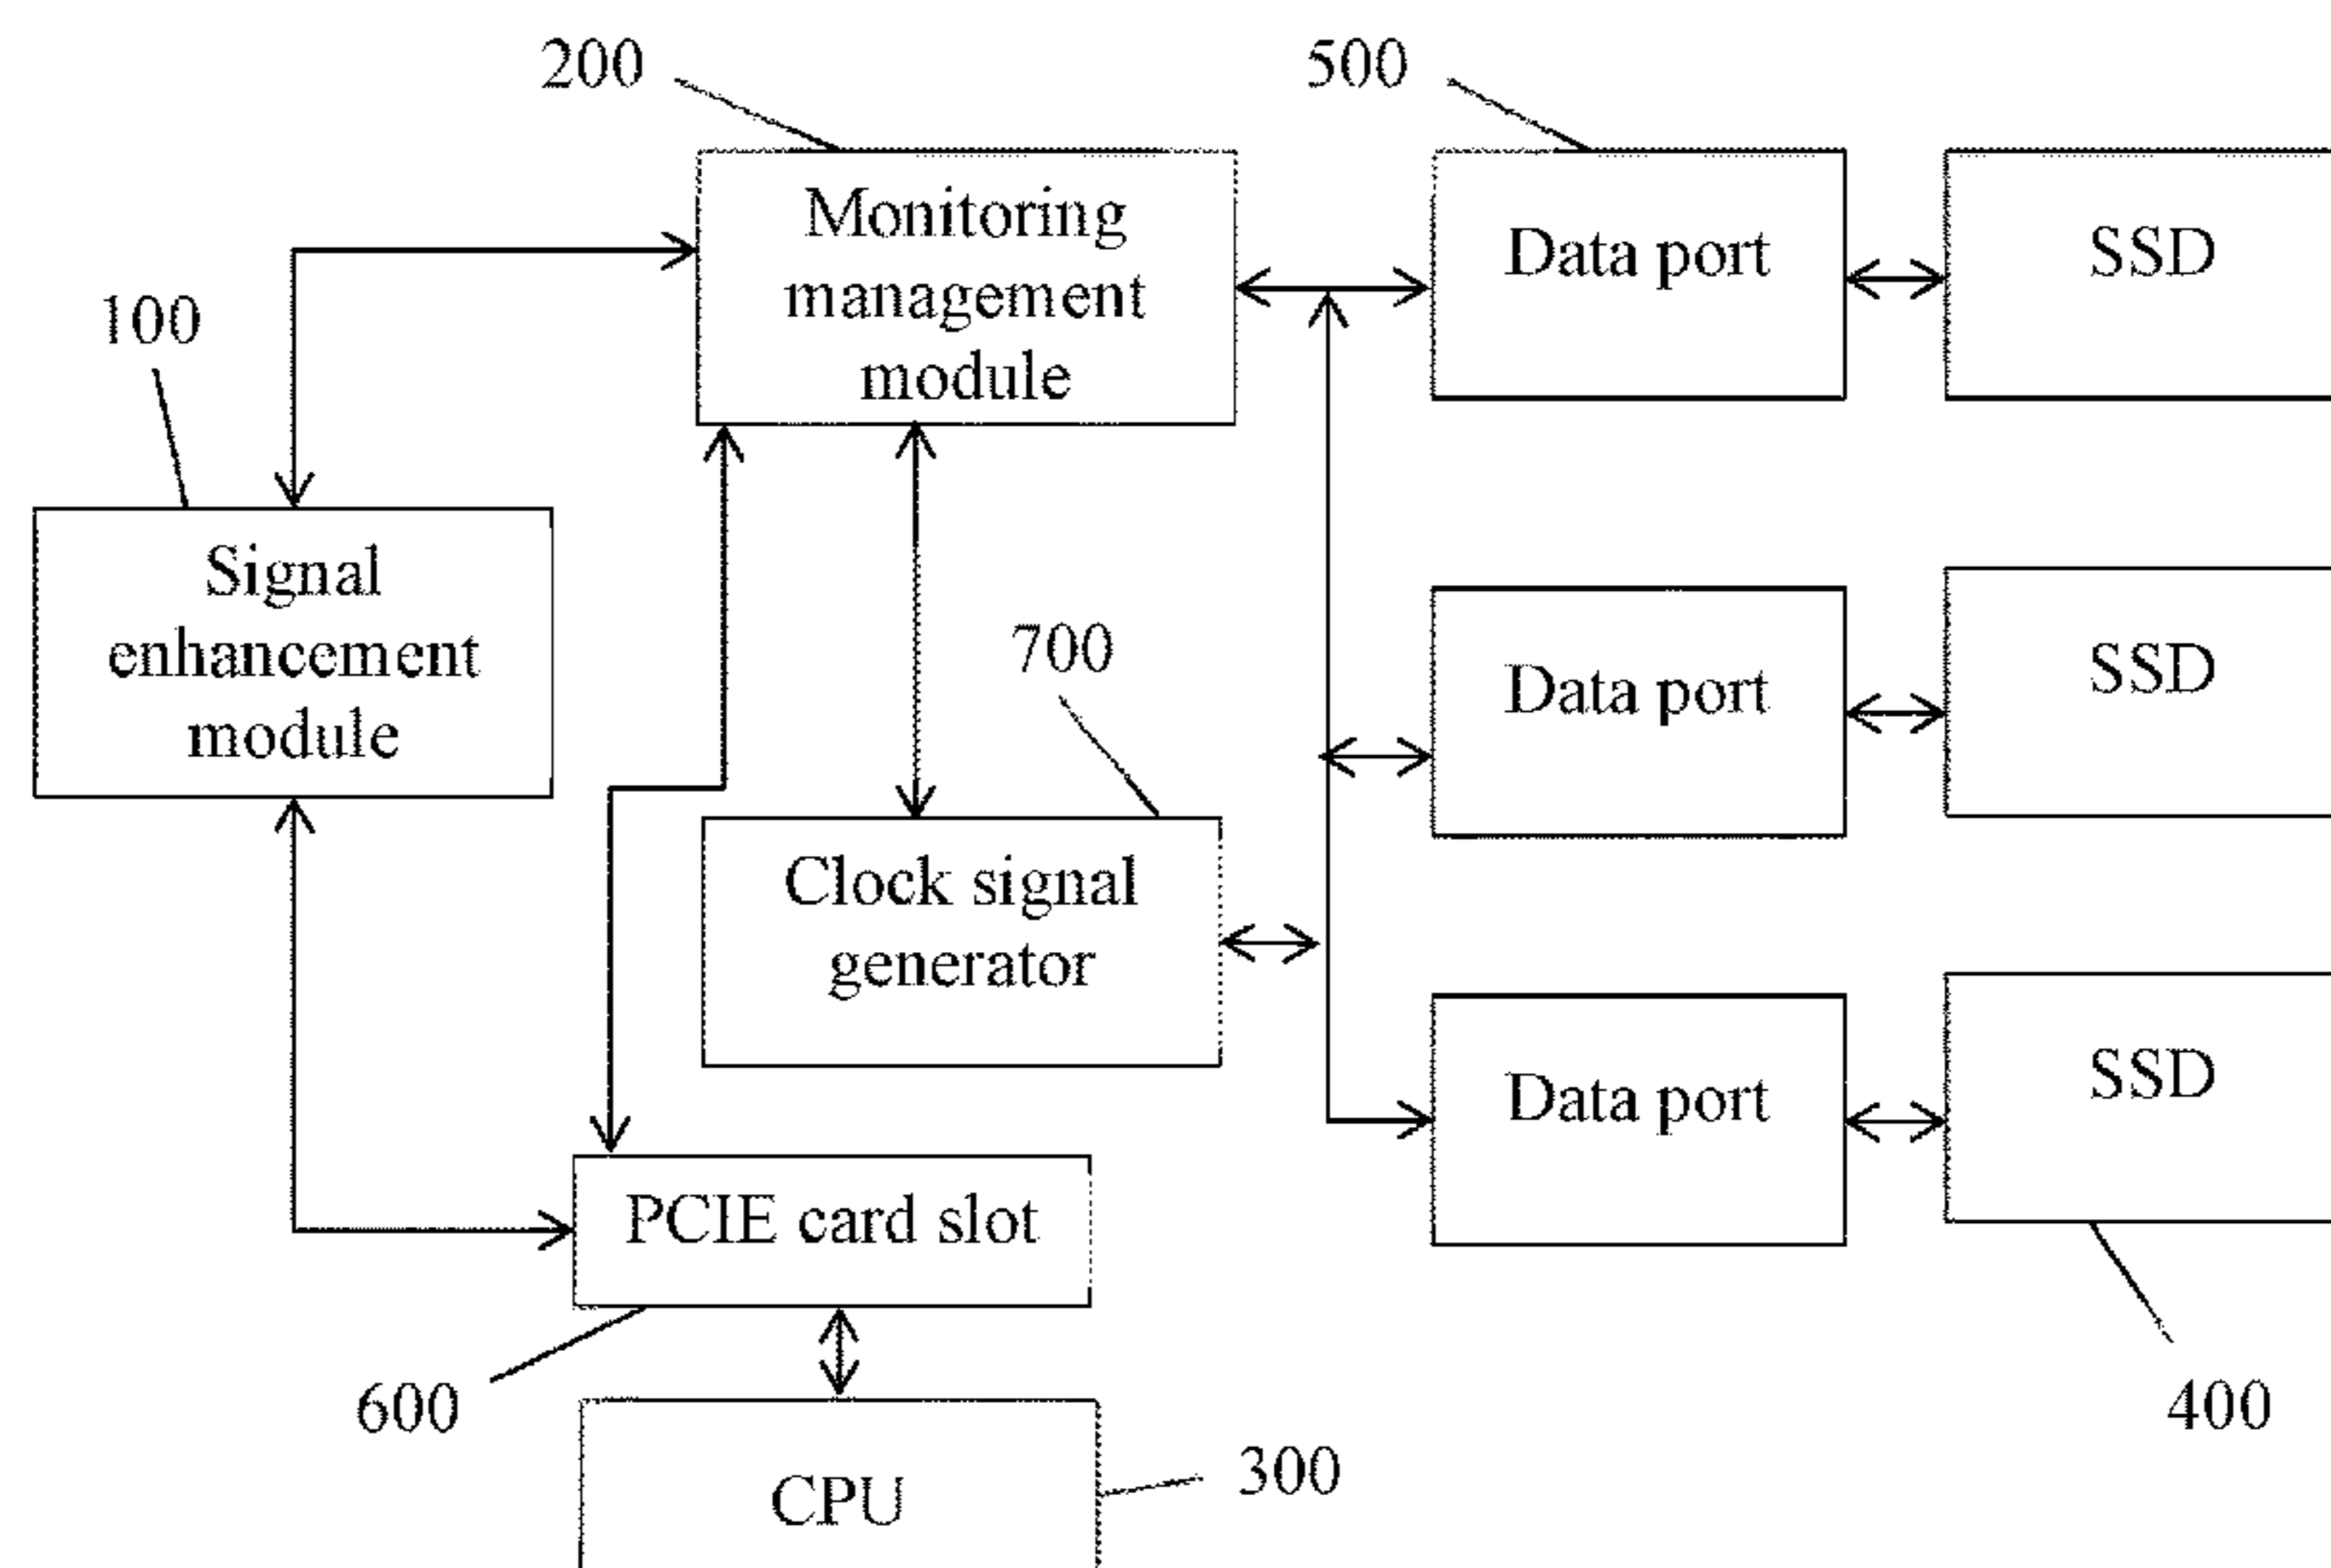 200
500
Monitoring
management
module
Data port
SSD
100
Signal
enhancement
module
700
Data port
SSD
Clock signal
generator
Data port
SSD
PCIE card slot
600
400
CPU
300